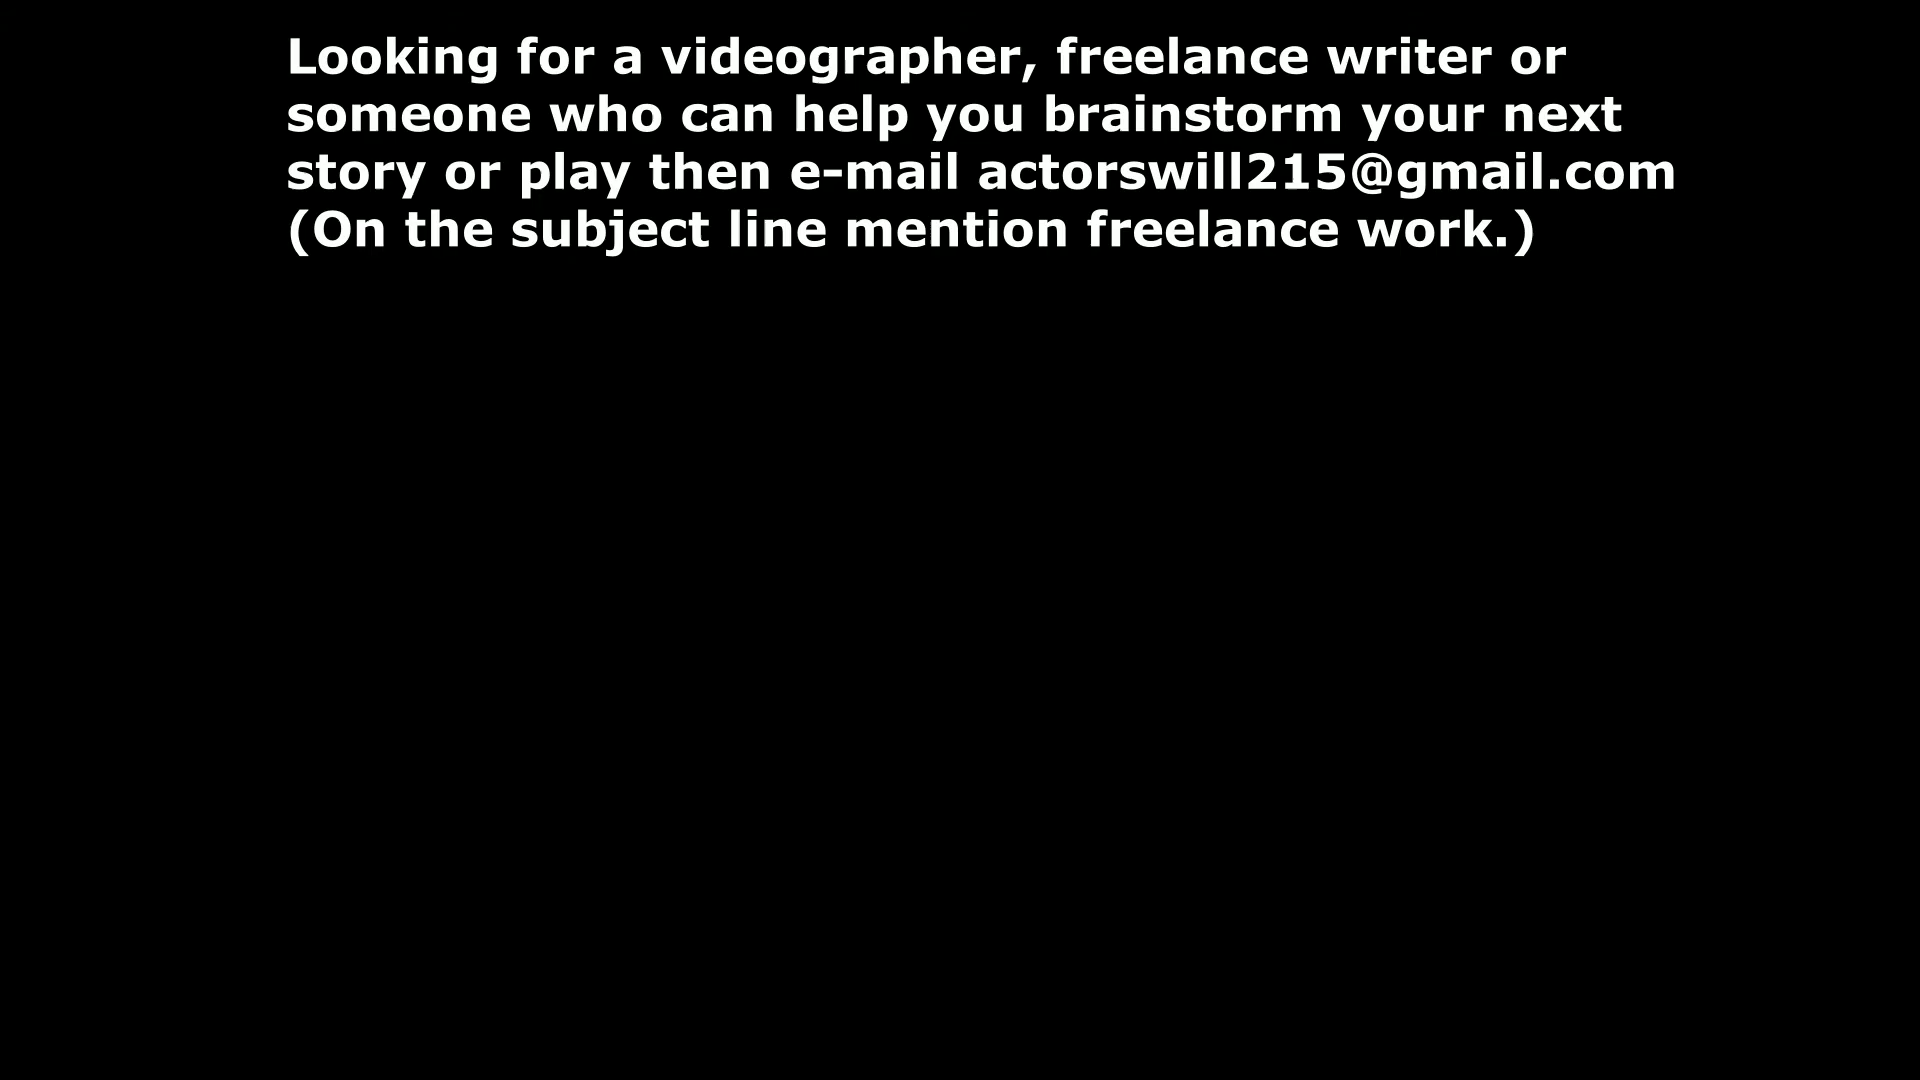 Looking for a videographer, freelance writer or
someone who can help you brainstorm your next
story or play then e-mail actorswill215@gmail.com
(On the subject line mention freelance work.)